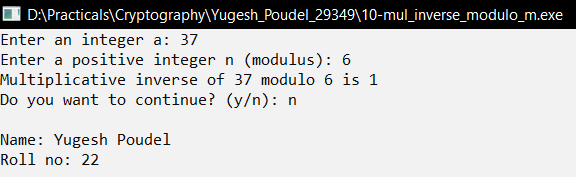 D:\Practicals\Cryptography\Yugesh_Poudel_29349\10-mul_inverse_modulo_m.exe
Enter an integer a: 37
Enter a positive integer n (modulus): 6
Multiplicative inverse of 37 modulo 6 is 1
Do you want to continue? (y/n): n
Name: Yugesh Poudel
Roll no: 22